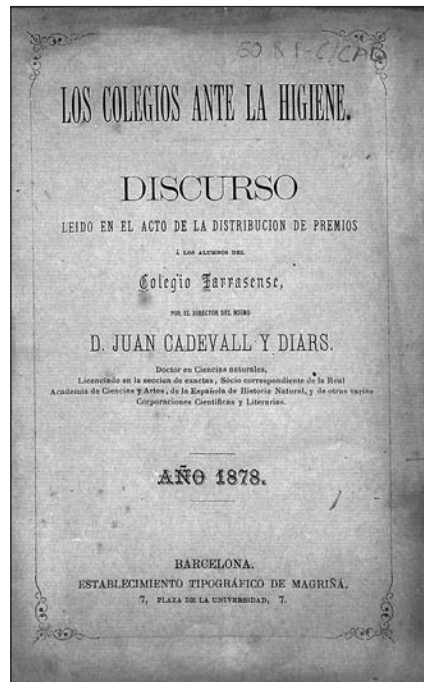 LOS COLEGIOS ANTE LA HIGIENE.
DISCURSO
LEIDO EN EL ACTO DE LA DISTRIBUCION DE PREMIOS
Á LOS ALUMNOS DEL
Colegio Tarrasense,
POR EL DIRECTOR DEL MISMO
D. JUAN CADEVALL Y DIARS.
Doctor en Ciencias naturales,
Licenciado en la seccion de exactas, Sócio correspondiente de la Real
Academia de Ciencias y Artes, de la Española de Historia Natural, y de otras varias
Corporaciones Científicas y Literarias.
AÑO 1878.
BARCELONA.
ESTABLECIMIENTO TIPOGRÁFICO DE MAGRIÑÁ,
7, PLAZA DE LA UNIVERSIDAD, 7.